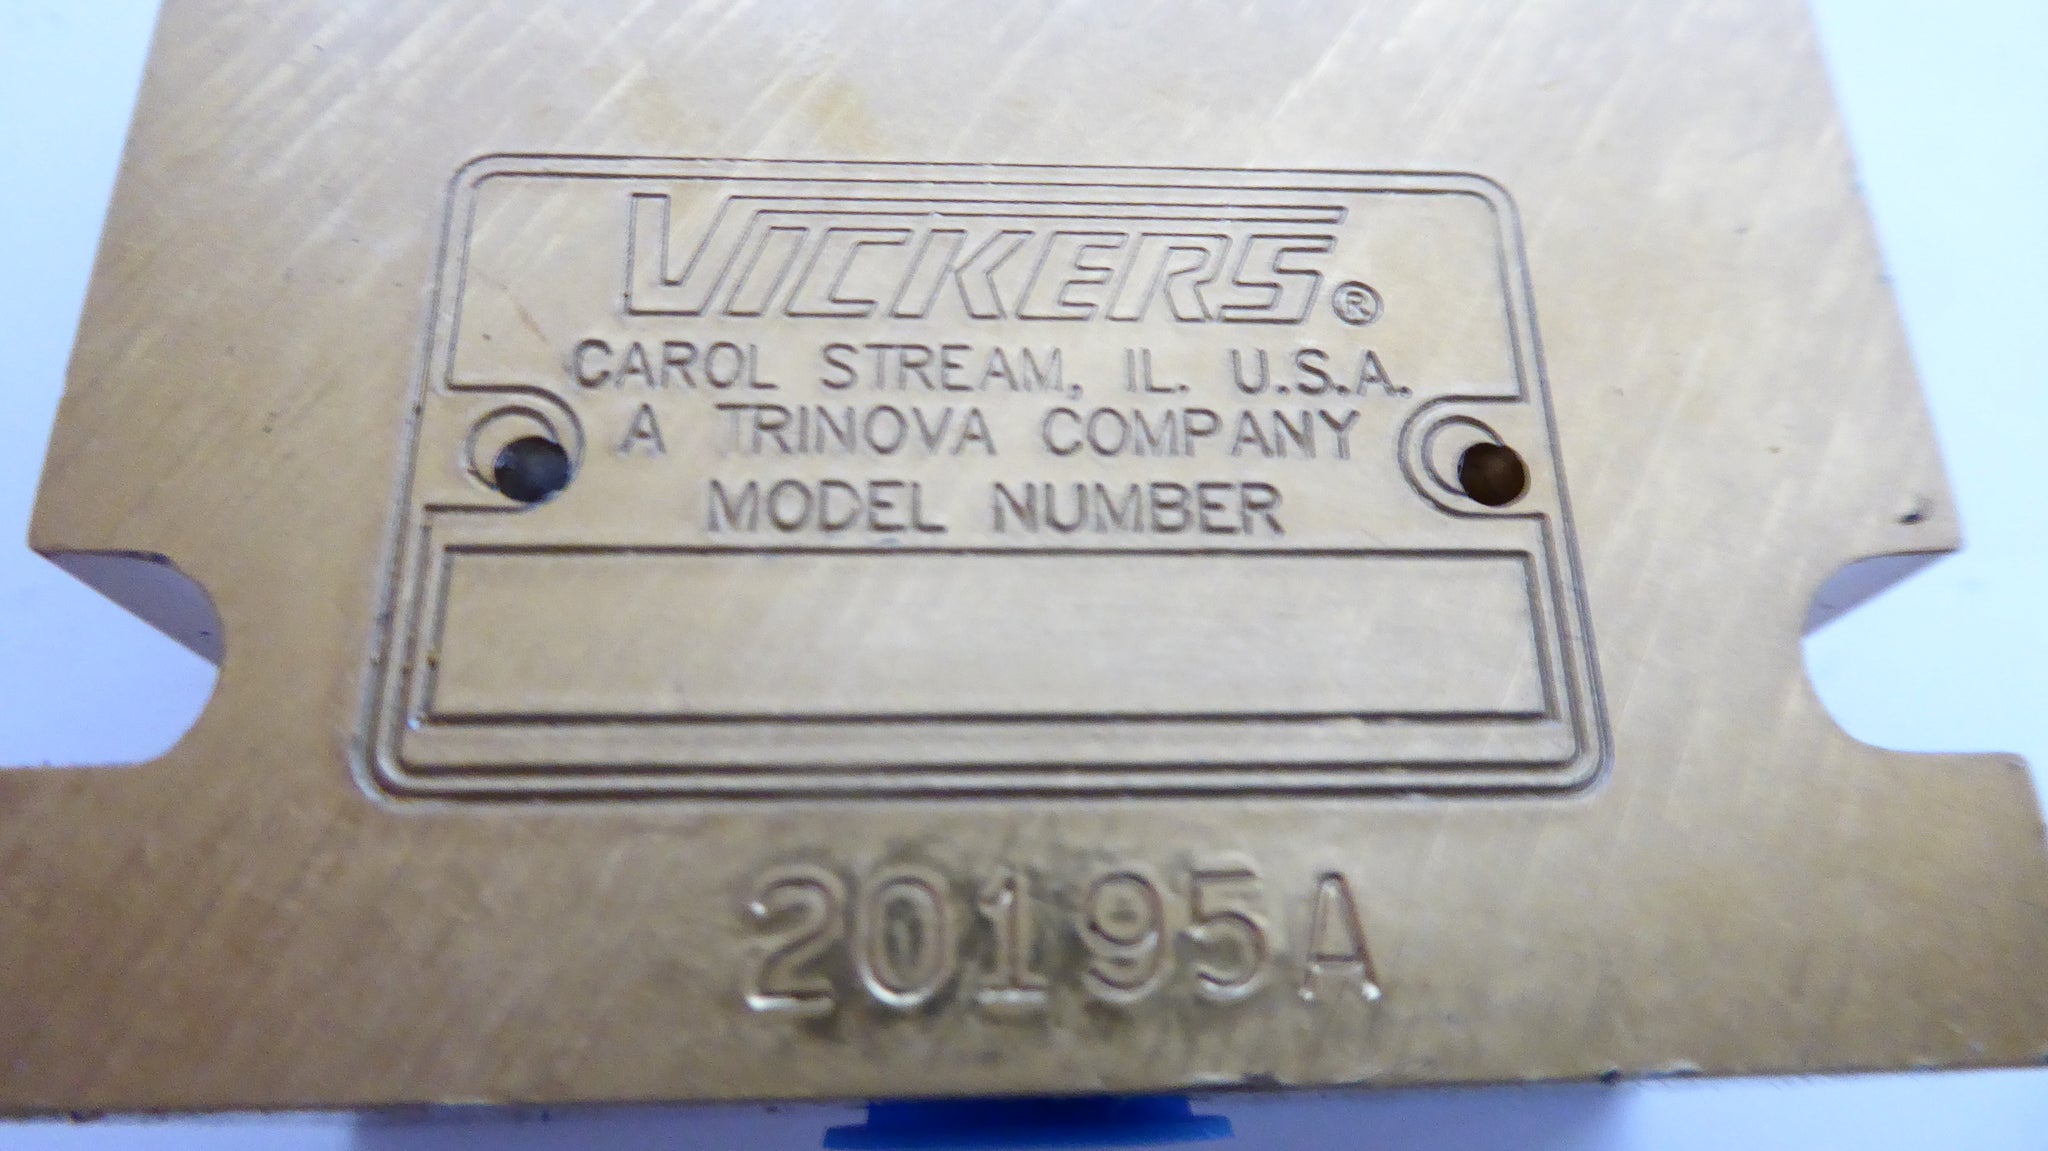 VICKERS®
CAROL STREAM, IL. U.S.A.
A TRINOVA COMPANY
MODEL NUMBER
20195A